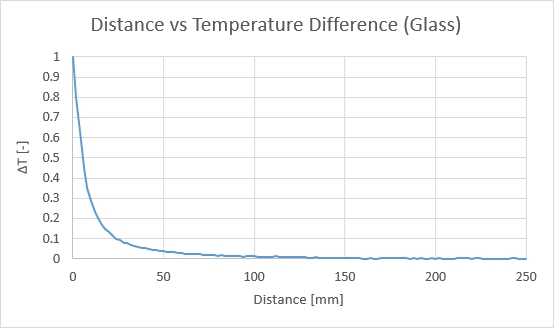 Distance vs Temperature Difference (Glass)
1
0.9
0.8
0.7
0.6
0.5
0.4
0.3
0.2
0.1
0
ΔT [-]
0 50 100 150 200 250
Distance [mm]